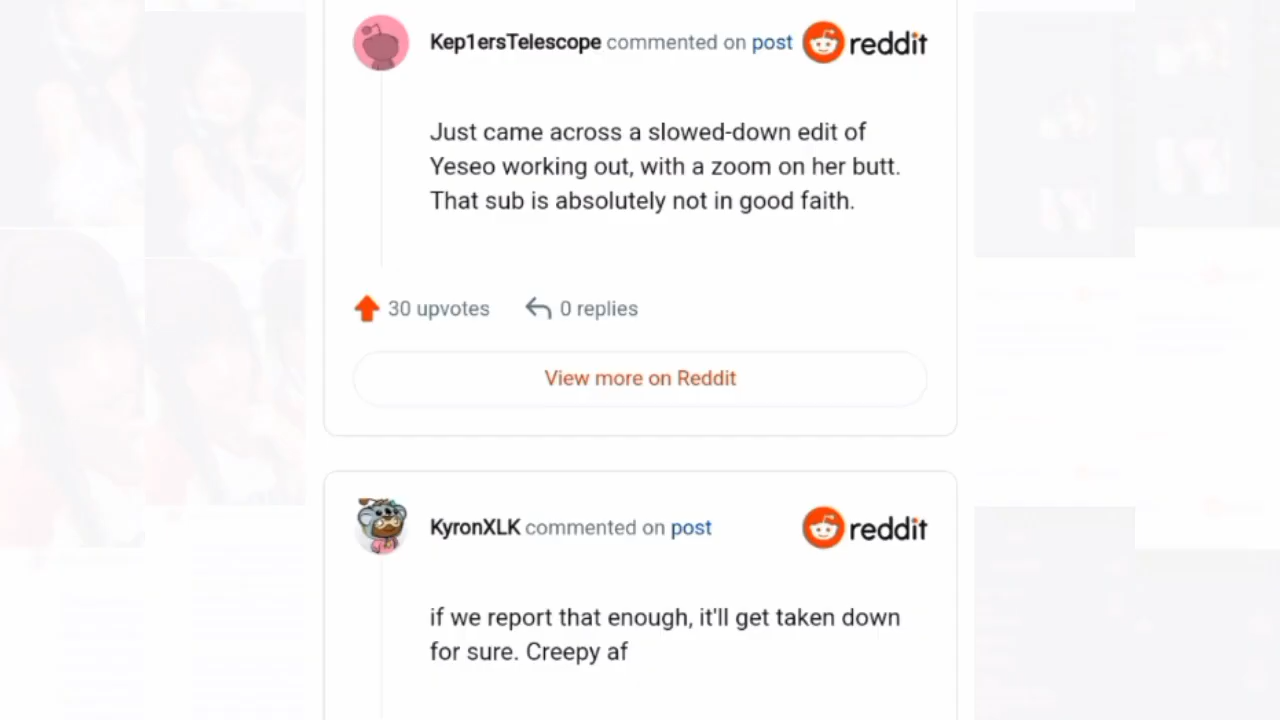 Kep1ersTelescope commented on post reddit
Just came across a slowed-down edit of
Yeseo working out, with a zoom on her butt.
That sub is absolutely not in good faith.
30 upvotes 0 replies
View more on Reddit
KyronXLK commented on post reddit
if we report that enough, it'll get taken down
for sure. Creepy af